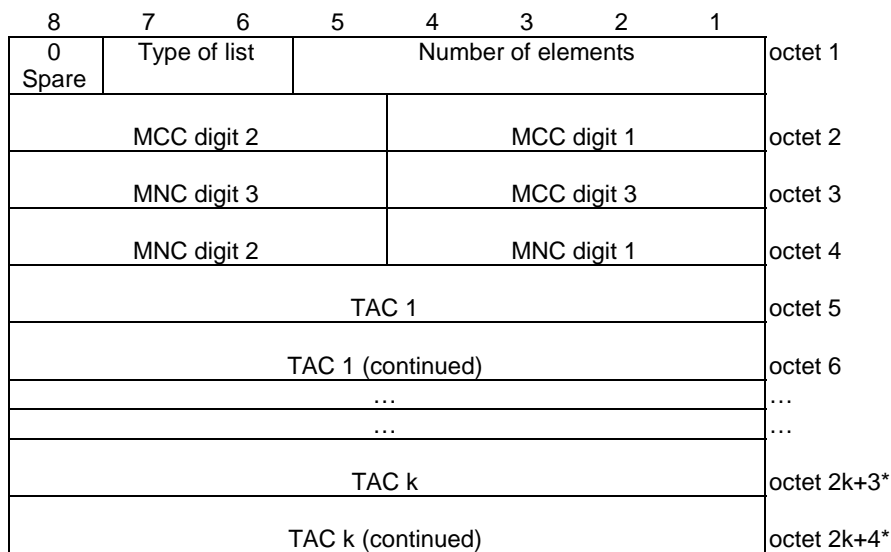 8 7 6 5 4 3 2 1
0 Type of list Number of elements octet 1
Spare
MCC digit 2 MCC digit 1 octet 2
MNC digit 3 MCC digit 3 octet 3
MNC digit 2 MNC digit 1 octet 4
TAC 1 octet 5
TAC 1 (continued) octet 6
… …
… …
TAC k octet 2k+3*
TAC k (continued) octet 2k+4*